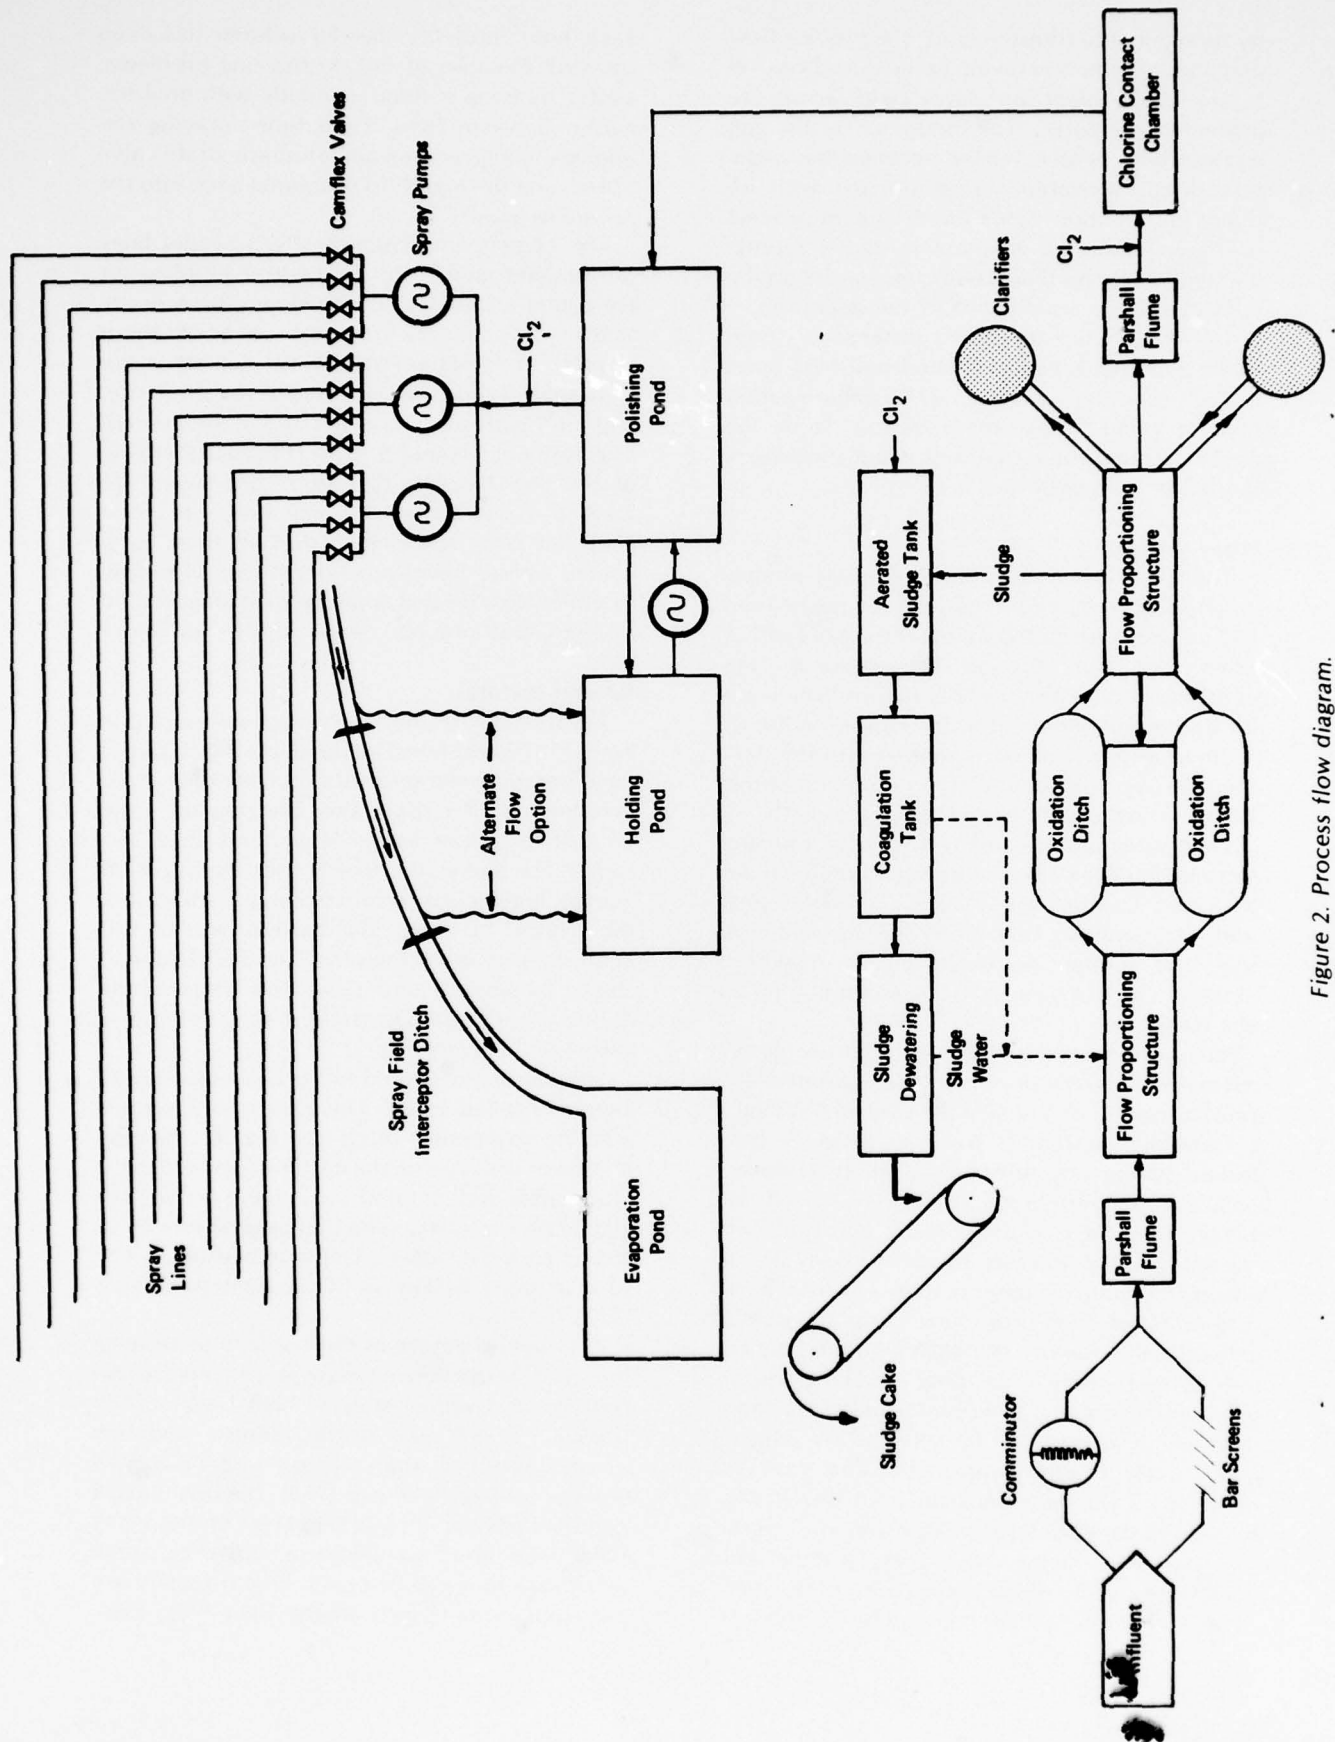 Camflex Valves
Spray Pumps
Spray
Lines
Cl2
Spray Field
Interceptor Ditch
Alternate
Flow
Option
Evaporation
Pond
Holding
Pond
Polishing
Pond
Sludge Cake
Sludge
Dewatering
Coagulation
Tank
Aerated
Sludge Tank
Cl2
Sludge
Water
Sludge
Clarifiers
Comminutor
Bar Screens
Parshall
Flume
Flow Proportioning
Structure
Oxidation
Ditch
Oxidation
Ditch
Flow Proportioning
Structure
Parshall
Flume
Cl2
Chlorine Contact
Chamber
Figure 2. Process flow diagram.